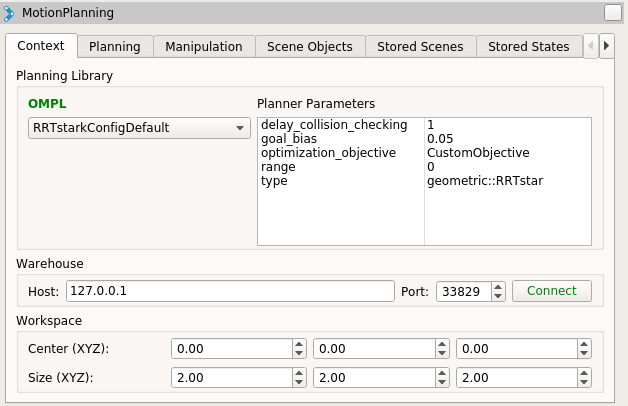 MotionPlanning
Context Planning Manipulation Scene Objects Stored Scenes Stored States
Planning Library
OMPL Planner Parameters
RRTstarkConfigDefault
delay_collision_checking 1
goal_bias 0.05
optimization_objective CustomObjective
range 0
type geometric::RRTstar
Warehouse
Host: 127.0.0.1 Port: 33829 Connect
Workspace
Center (XYZ): 0.00 0.00 0.00
Size (XYZ): 2.00 2.00 2.00